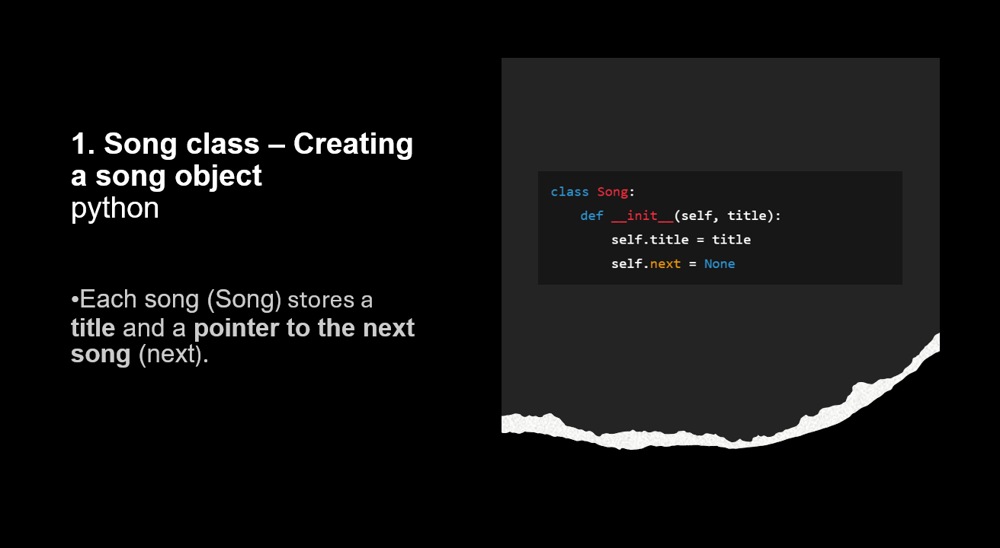 1. Song class – Creating
a song object
python
•Each song (Song) stores a
title and a pointer to the next
song (next).
class Song:
def __init__(self, title):
self.title = title
self.next = None